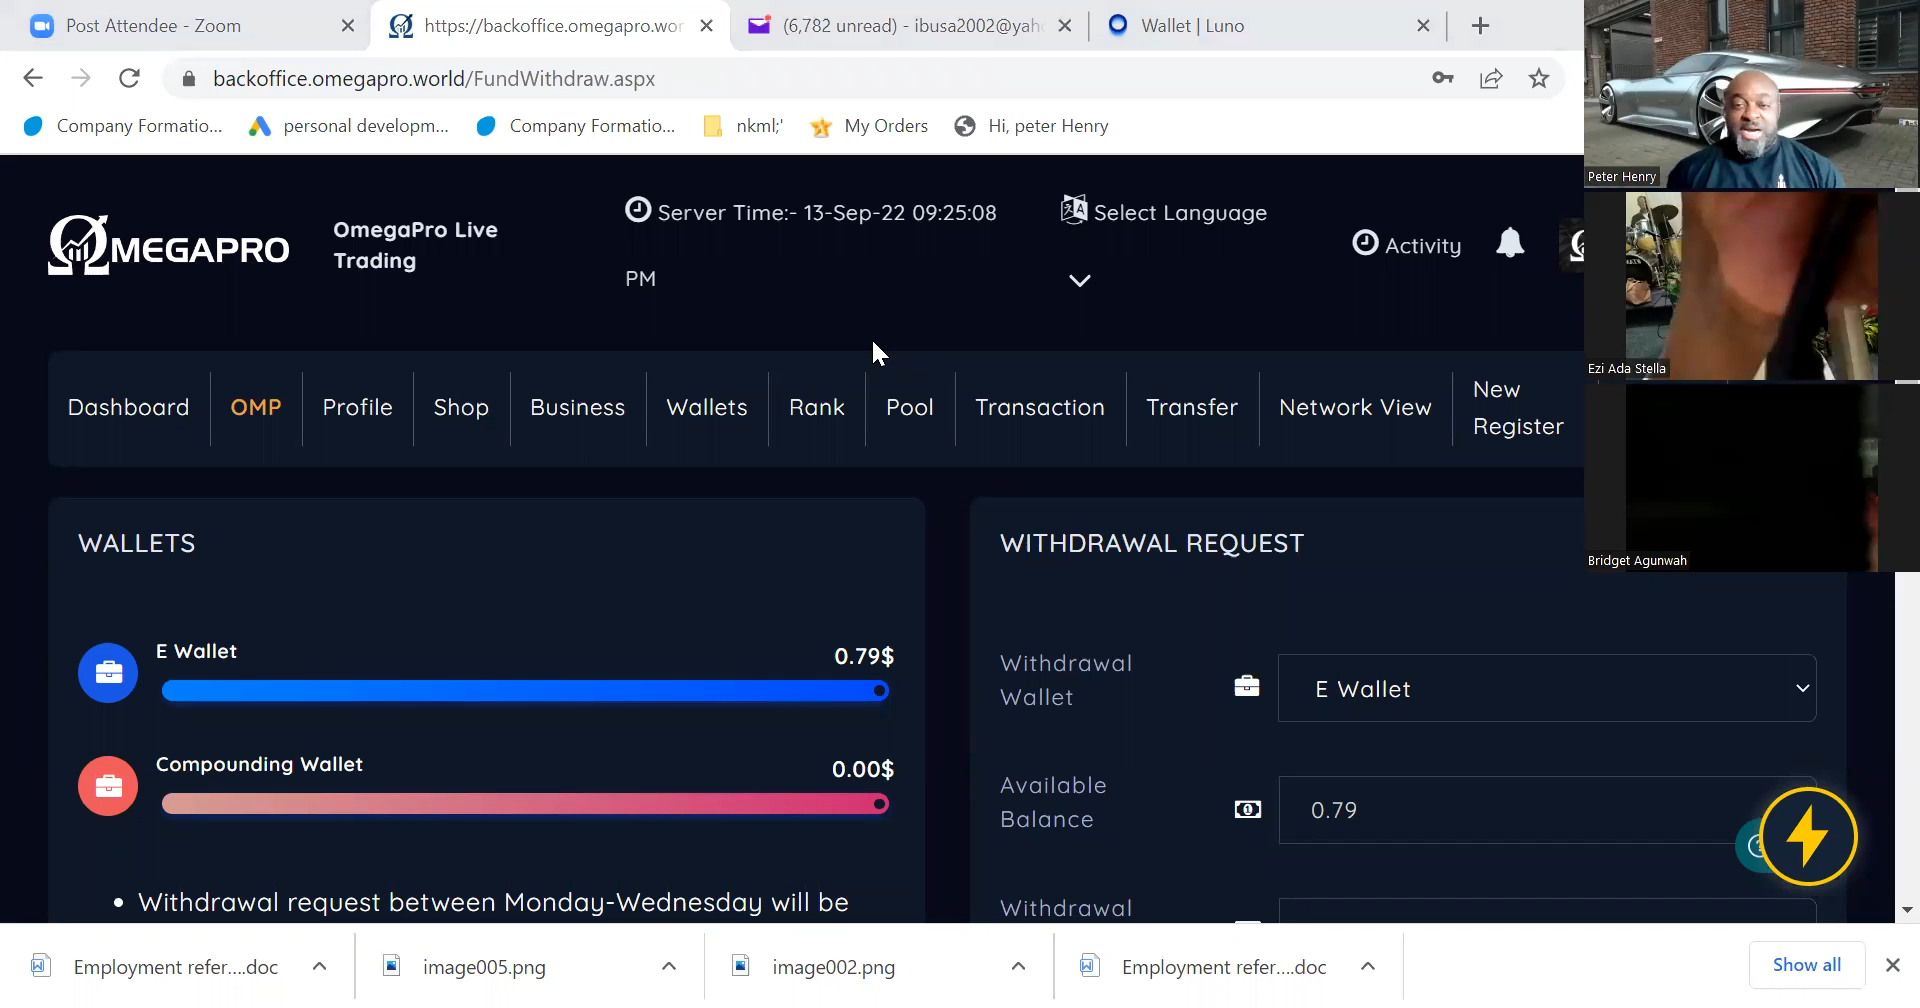 Post Attendee - Zoom
https://backoffice.omegapro.wor
(6,782 unread) - ibusa2002@yah
Wallet | Luno
backoffice.omegapro.world/FundWithdraw.aspx
Company Formatio...
personal developm...
Company Formatio...
nkml;'
My Orders
Hi, peter Henry
Peter Henry
ΩMEGAPRO
OmegaPro Live
Trading
Server Time:- 13-Sep-22 09:25:08
PM
Select Language
Activity
Ezi Ada Stella
Dashboard
OMP
Profile
Shop
Business
Wallets
Rank
Pool
Transaction
Transfer
Network View
New
Register
Bridget Agunwah
WALLETS
E Wallet
0.79$
Compounding Wallet
0.00$
Withdrawal request between Monday-Wednesday will be
WITHDRAWAL REQUEST
Withdrawal
Wallet
E Wallet
Available
Balance
0.79
Withdrawal
Employment refer....doc
image005.png
image002.png
Employment refer....doc
Show all